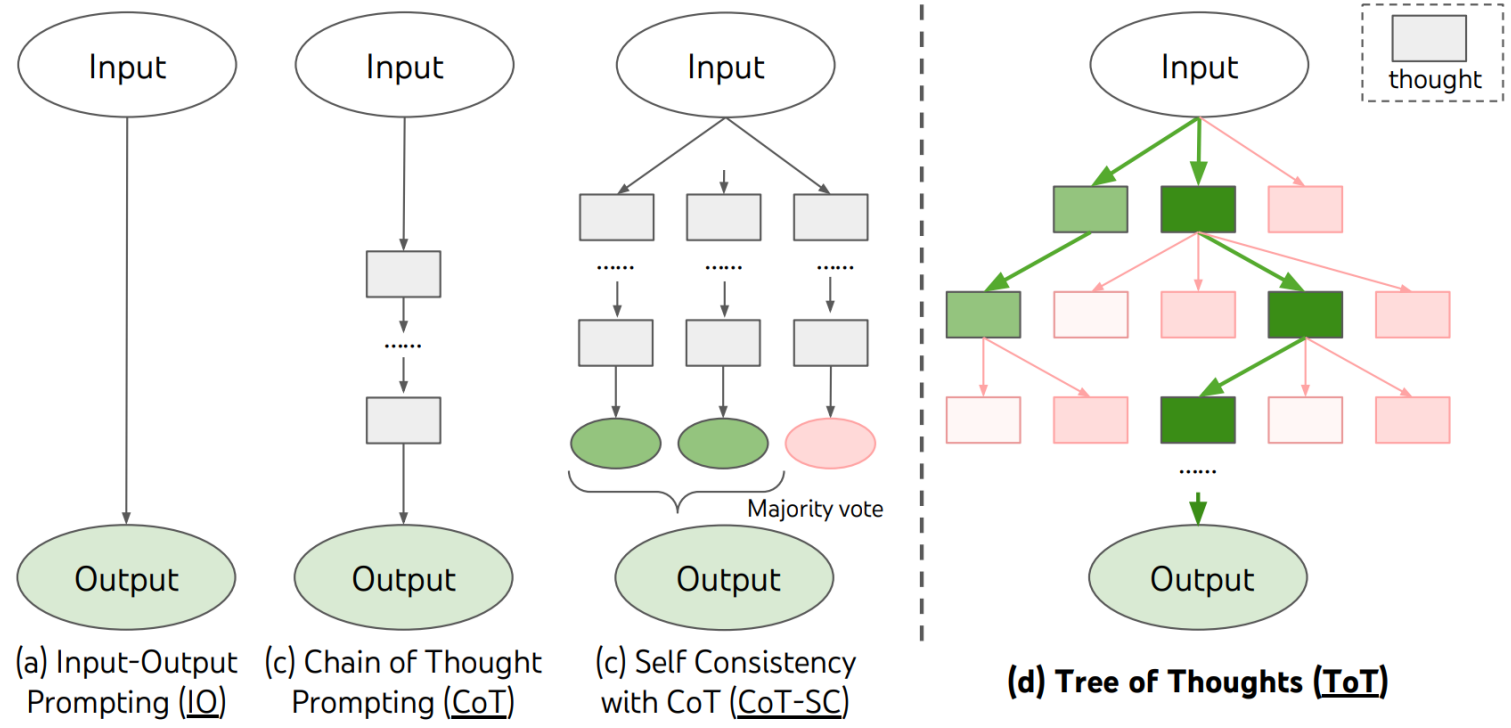 Input
Input
Input
Input
thought
……
……
……
……
……
Majority vote
Output
Output
Output
Output
(a) Input-Output
Prompting (IO)
(c) Chain of Thought
Prompting (CoT)
(c) Self Consistency
with CoT (CoT-SC)
(d) Tree of Thoughts (ToT)